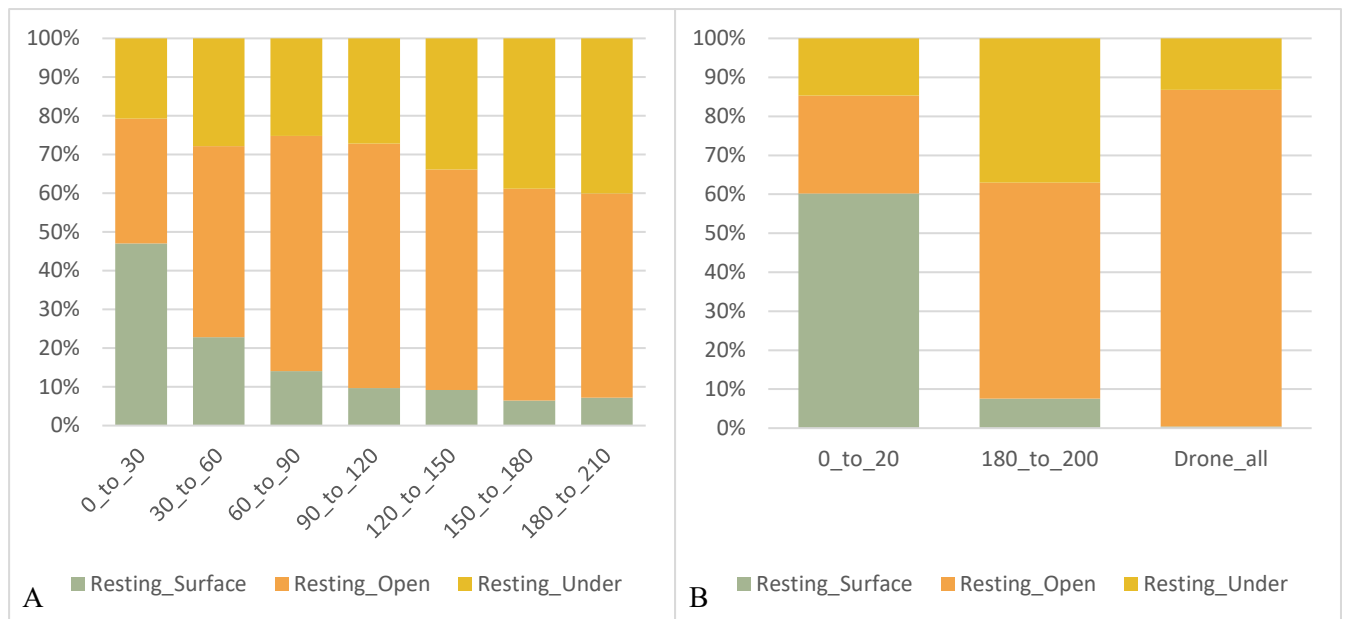 100%
90%
80%
70%
60%
50%
40%
30%
20%
10%
0%
0_to_30
30_to_60
60_to_90
90_to_120
120_to_150
150_to_180
180_to_210
Resting_Surface Resting_Open Resting_Under
A
100%
90%
80%
70%
60%
50%
40%
30%
20%
10%
0%
0_to_20 180_to_200 Drone_all
Resting_Surface Resting_Open Resting_Under
B